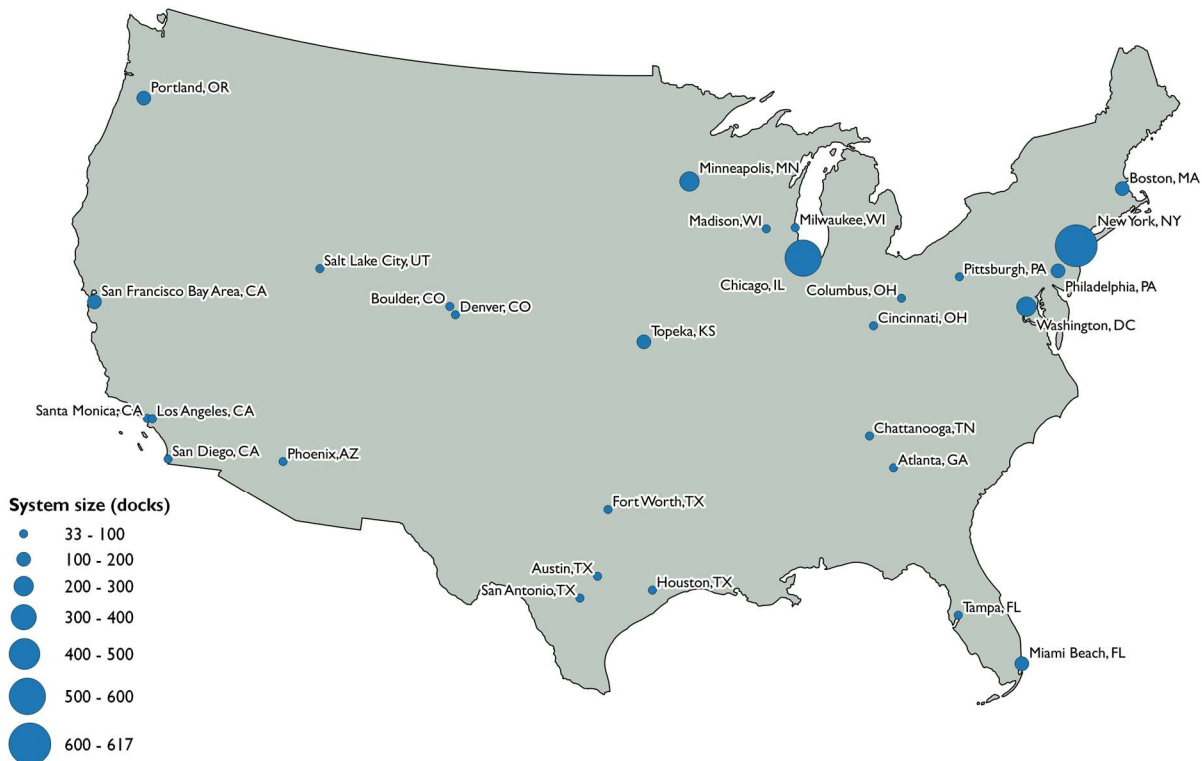 Portland, OR
Minneapolis, MN
Boston, MA
Madison, WI
Milwaukee, WI
New York, NY
Salt Lake City, UT
Pittsburgh, PA
Chicago, IL
Columbus, OH
Philadelphia, PA
San Francisco Bay Area, CA
Boulder, CO
Denver, CO
Cincinnati, OH
Washington, DC
Topeka, KS
Santa Monica, CA
Los Angeles, CA
Chattanooga, TN
San Diego, CA
Phoenix, AZ
Atlanta, GA
Fort Worth, TX
Austin, TX
San Antonio, TX
Houston, TX
Tampa, FL
Miami Beach, FL
System size (docks)
33 - 100
100 - 200
200 - 300
300 - 400
400 - 500
500 - 600
600 - 617